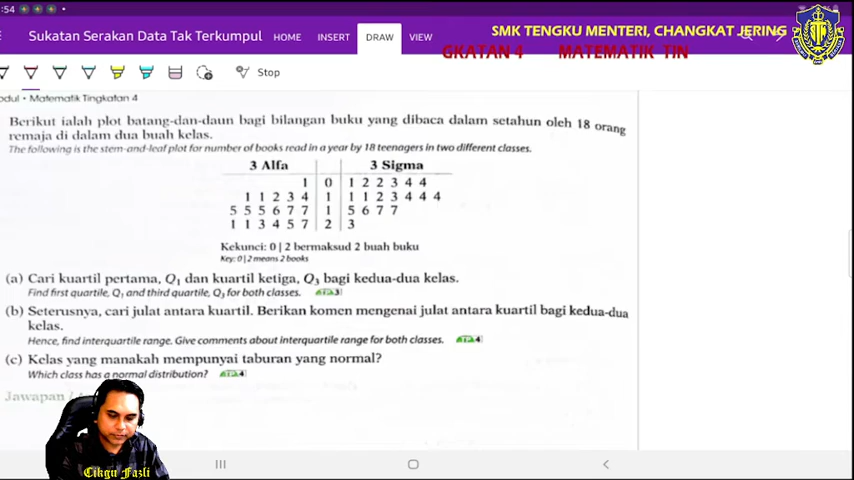 :54
Sukatan Serakan Data Tak Terkumpul HOME INSERT DRAW VIEW
SMK TENGKU MENTERI, CHANGKAT JERING
GKATAN 4 MATEMATIK TIN
Stop
odul • Matematik Tingkatan 4
Berikut ialah plot batang-dan-daun bagi bilangan buku yang dibaca dalam setahun oleh 18 orang
remaja di dalam dua buah kelas.
The following is the stem-and-leaf plot for number of books read in a year by 18 teenagers in two different classes.
3 Alfa 3 Sigma
1 0 1 2 2 3 4 4
1 1 2 3 4 1 1 1 2 3 4 4 4
5 5 5 6 7 7 1 5 6 7 7
1 1 3 4 5 7 2 3
Kekunci: 0 | 2 bermaksud 2 buah buku
Key: 0 | 2 means 2 books
(a) Cari kuartil pertama, Q1 dan kuartil ketiga, Q3 bagi kedua-dua kelas.
Find first quartile, Q1 and third quartile, Q3 for both classes. TP3
(b) Seterusnya, cari julat antara kuartil. Berikan komen mengenai julat antara kuartil bagi kedua-dua
kelas.
Hence, find interquartile range. Give comments about interquartile range for both classes. TP4
(c) Kelas yang manakah mempunyai taburan yang normal?
Which class has a normal distribution? TP4
Jawapan
Cikgu Fazli